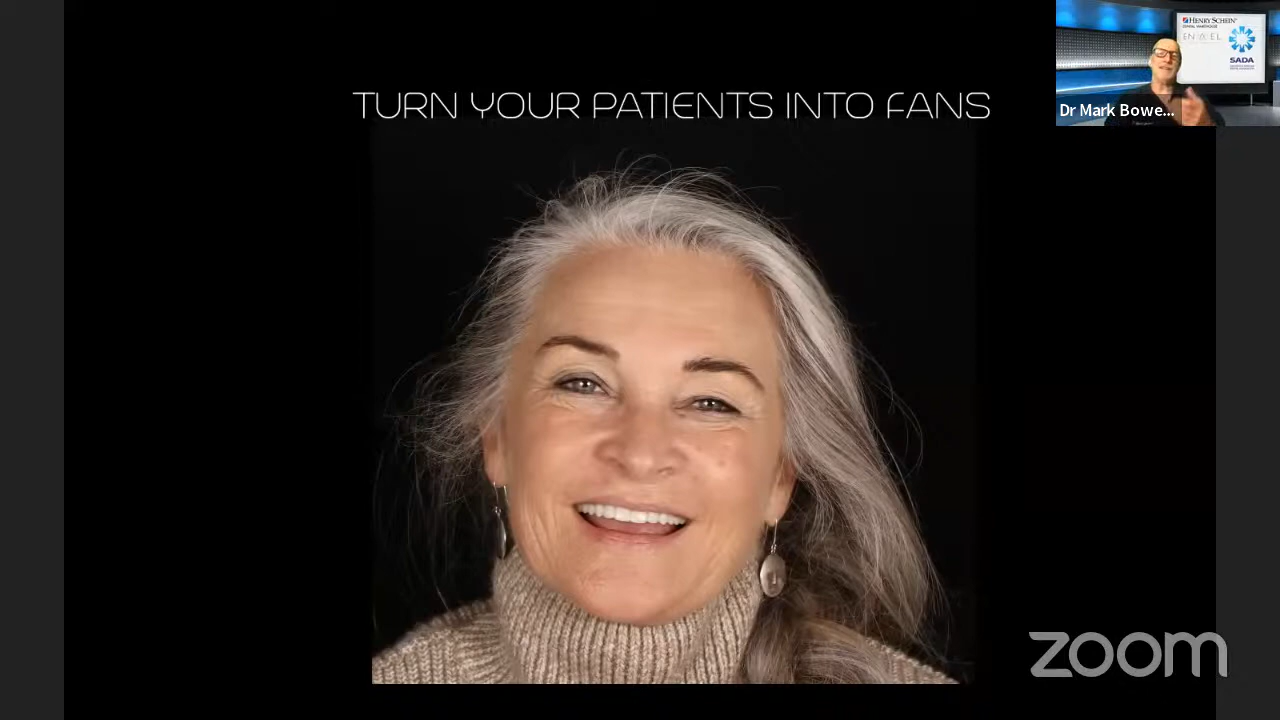 TURN YOUR PATIENTS INTO FANS
HENRY SCHEIN®
SADA
Dr Mark Bowe...
zoom